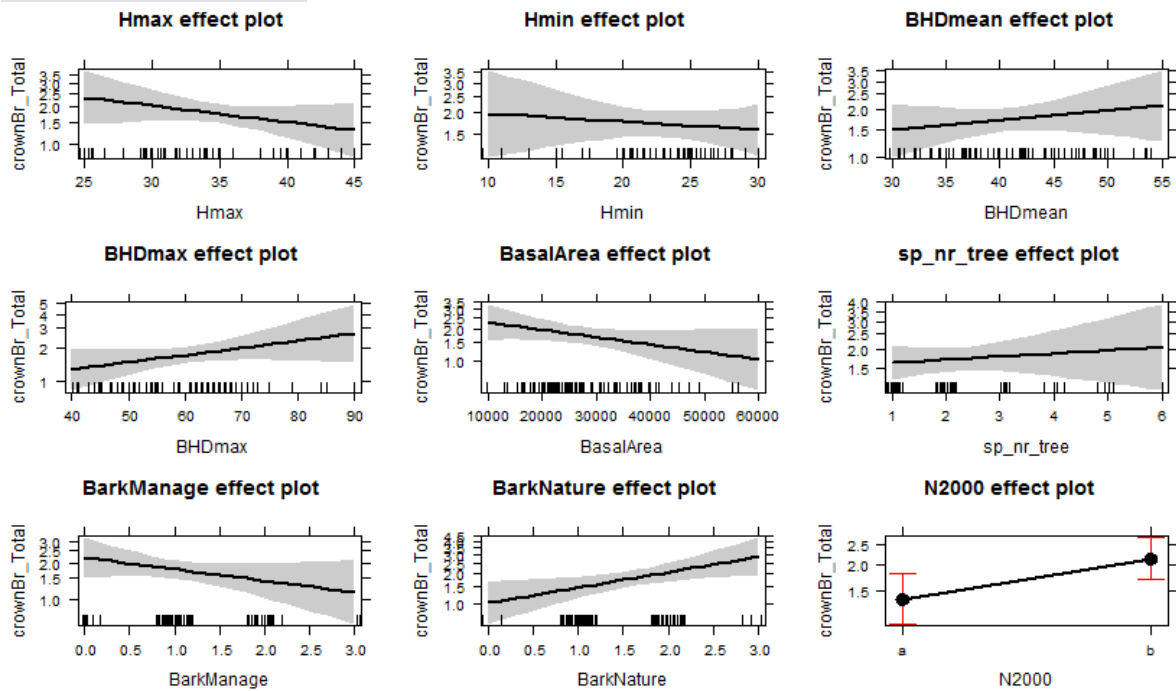 Hmax effect plot
crownBr_Total
3.5
3.0
2.5
2.0
1.5
1.0
25 30 35 40 45
Hmax
Hmin effect plot
crownBr_Total
3.5
3.0
2.5
2.0
1.5
10 15 20 25 30
Hmin
BHDmean effect plot
crownBr_Total
3.5
3.0
2.5
2.0
1.5
1.0
30 35 40 45 50 55
BHDmean
BHDmax effect plot
crownBr_Total
5
4
3
2
1
40 50 60 70 80 90
BHDmax
BasalArea effect plot
crownBr_Total
3.5
3.0
2.5
2.0
1.5
1.0
10000 20000 30000 40000 50000 60000
BasalArea
sp_nr_tree effect plot
crownBr_Total
4.0
3.5
3.0
2.5
2.0
1.5
1 2 3 4 5 6
sp_nr_tree
BarkManage effect plot
crownBr_Total
3.0
2.5
2.0
1.5
1.0
0.0 0.5 1.0 1.5 2.0 2.5 3.0
BarkManage
BarkNature effect plot
crownBr_Total
4.5
4.0
3.5
3.0
2.5
2.0
1.5
1.0
0.0 0.5 1.0 1.5 2.0 2.5 3.0
BarkNature
N2000 effect plot
crownBr_Total
2.5
2.0
1.5
a b
N2000